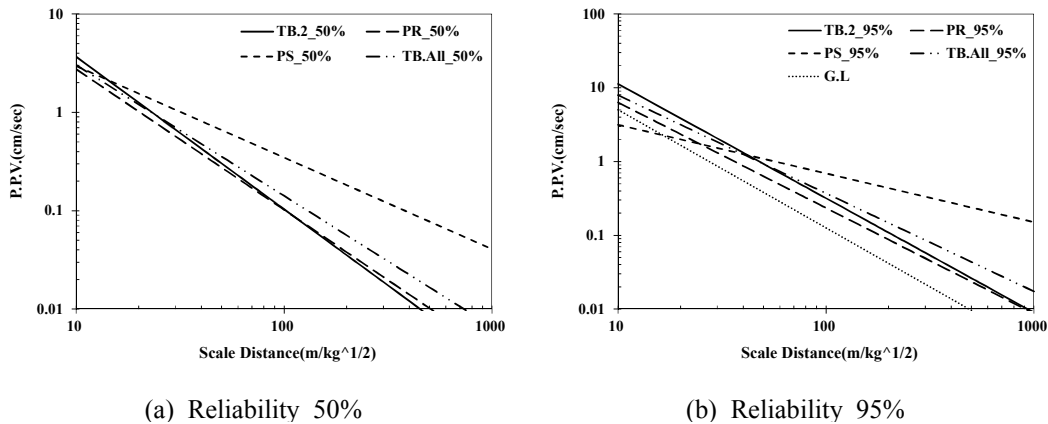 10
1
0.1
0.01
10 100 1000
P.P.V.(cm/sec)
Scale Distance(m/kg^1/2)
TB.2_50% PR_50%
PS_50% TB.All_50%
(a) Reliability 50%
100
10
1
0.1
0.01
10 100 1000
P.P.V.(cm/sec)
Scale Distance(m/kg^1/2)
TB.2_95% PR_95%
PS_95% TB.All_95%
G.L
(b) Reliability 95%